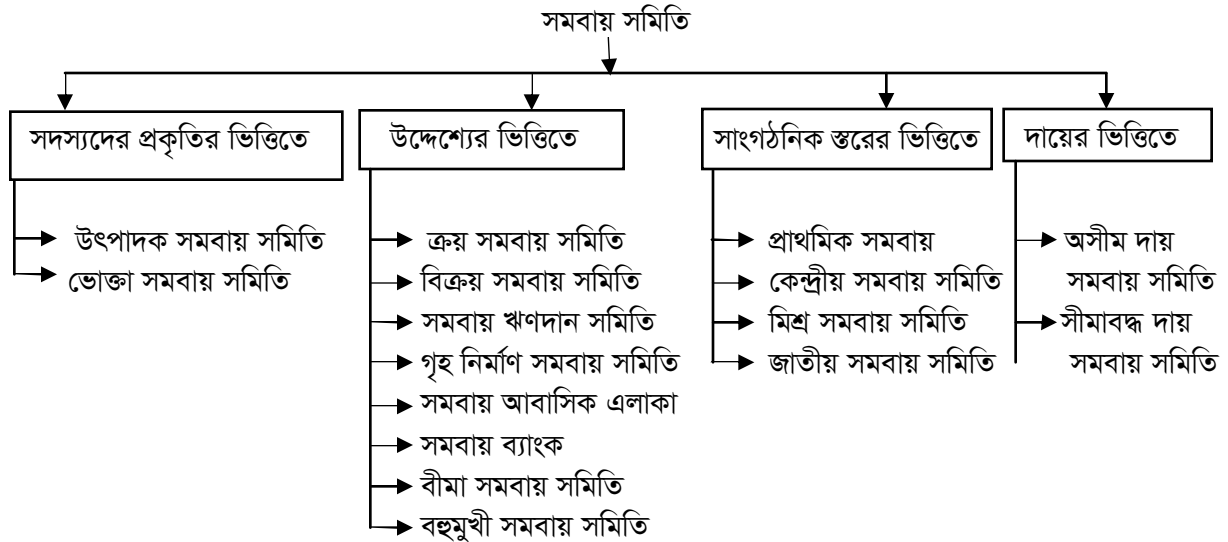 সমবায় সমিতি
সদস্যদের প্রকৃতির ভিত্তিতে
উৎপাদক সমবায় সমিতি
ভোক্তা সমবায় সমিতি
উদ্দেশ্যের ভিত্তিতে
ক্রয় সমবায় সমিতি
বিক্রয় সমবায় সমিতি
সমবায় ঋণদান সমিতি
গৃহ নির্মাণ সমবায় সমিতি
সমবায় আবাসিক এলাকা
সমবায় ব্যাংক
বীমা সমবায় সমিতি
বহুমুখী সমবায় সমিতি
সাংগঠনিক স্তরের ভিত্তিতে
প্রাথমিক সমবায়
কেন্দ্রীয় সমবায় সমিতি
মিশ্র সমবায় সমিতি
জাতীয় সমবায় সমিতি
দায়ের ভিত্তিতে
অসীম দায়
সমবায় সমিতি
সীমাবদ্ধ দায়
সমবায় সমিতি